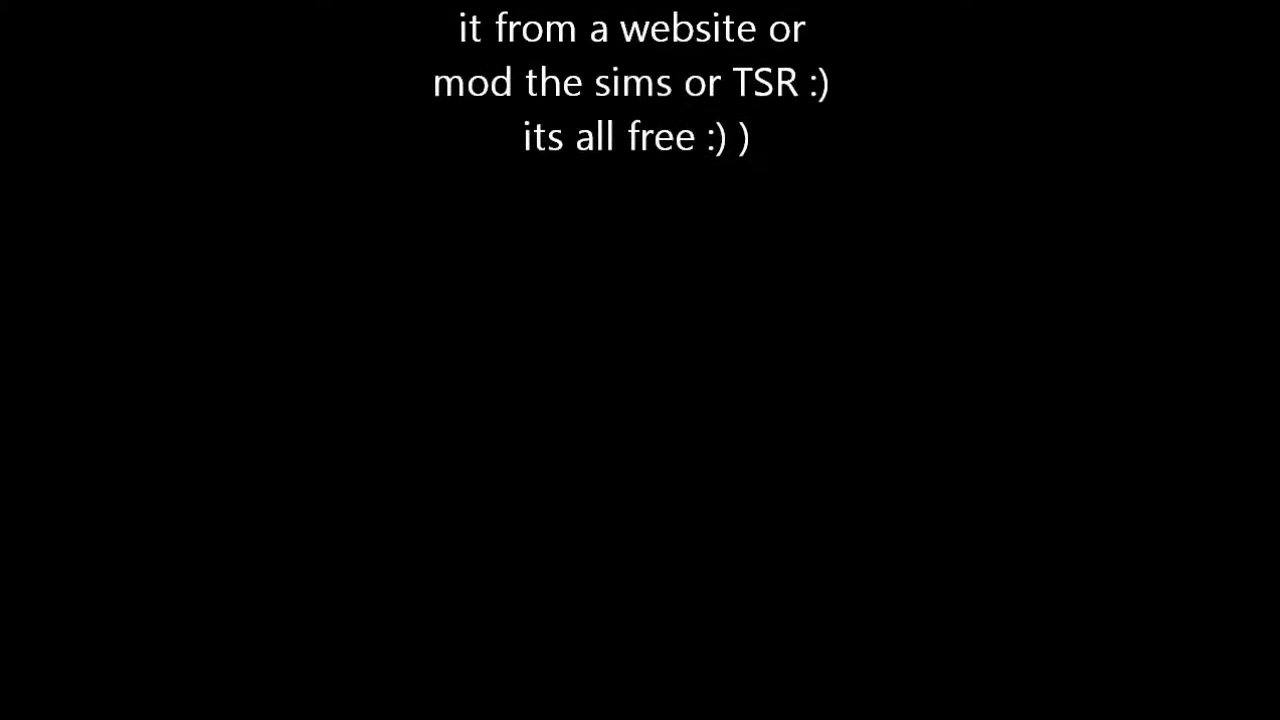 it from a website or
mod the sims or TSR :)
its all free :) )